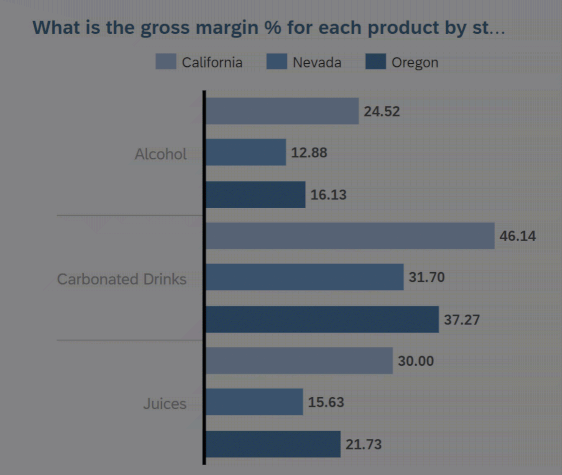 What is the gross margin % for each product by st...
California Nevada Oregon
24.52
Alcohol 12.88
16.13
46.14
Carbonated Drinks 31.70
37.27
30.00
Juices 15.63
21.73